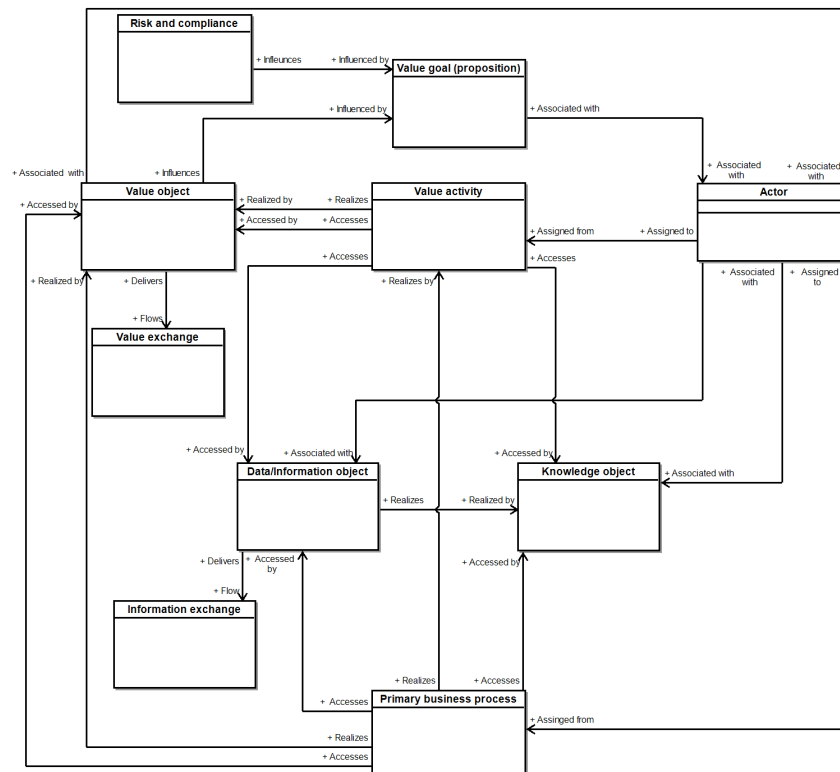 Risk and compliance
+ Infleunces
+ Influenced by
Value goal (proposition)
+ Influenced by
+ Associated with
+ Associated with
+ Influences
+ Associated
with
+ Associated
with
Value object
Value activity
Actor
+ Accessed by
+ Realized by
+ Realizes
+ Accessed by
+ Accesses
+ Assigned from
+ Assigned to
+ Accesses
+ Accesses
+ Realized by
+ Delivers
+ Realizes by
+ Associated
with
+ Assigned
to
+ Flows
Value exchange
+ Accessed by
+ Associated with
+ Accessed by
Data/Information object
Knowledge object
+ Associated with
+ Realizes
+ Realized by
+ Delivers
+ Accessed
by
+ Accessed by
+ Flow
Information exchange
+ Realizes
+ Accesses
Primary business process
+ Accesses
+ Assinged from
+ Realizes
+ Accesses